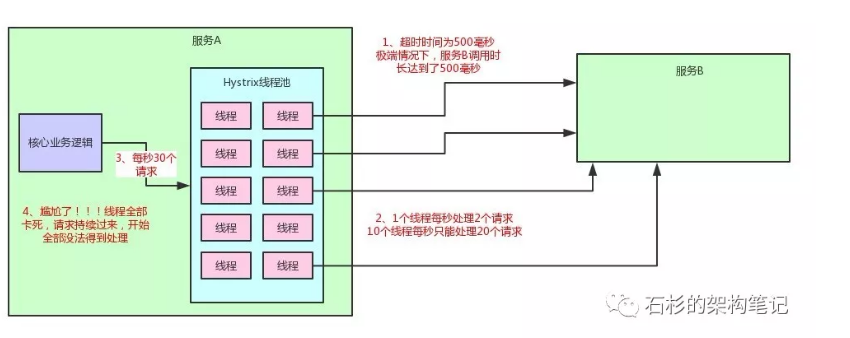 服务A
1、超时时间为500毫秒
极端情况下，服务B调用时
长达到了500毫秒
服务B
Hystrix线程池
线程 线程
核心业务逻辑
线程 线程
3、每秒30个
请求
线程 线程
4、尴尬了！！！线程全部
卡死，请求持续过来，开始
全部没法得到处理
2、1个线程每秒处理2个请求
10个线程每秒只能处理20个请求
线程 线程
线程 线程
石杉的架构笔记